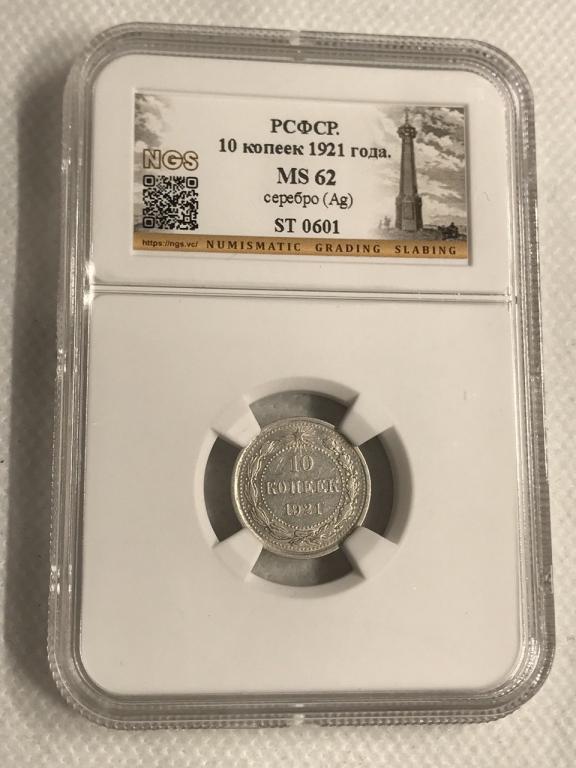 РСФСР.
10 копеек 1921 года.
NGS
MS 62
серебро (Ag)
ST 0601
https://ngs.vc/ NUMISMATIC GRADING SLABING
10
КОПЕЕК
1921